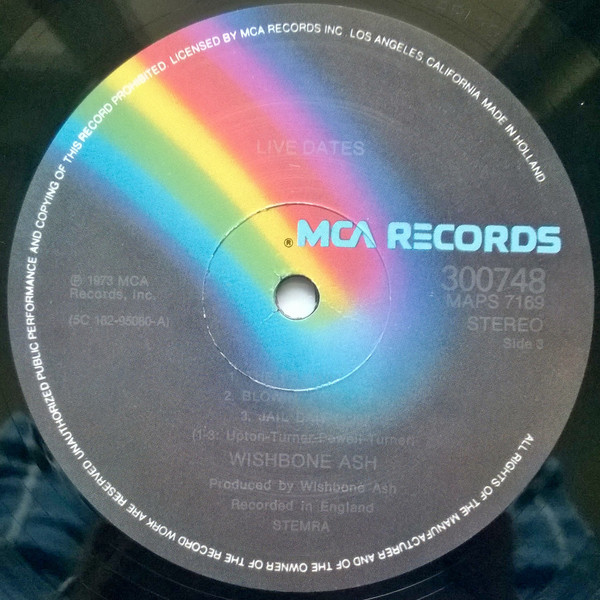 UNAUTHORIZED PUBLIC PERFORMANCE AND COPYING OF THIS RECORD PROHIBITED. LICENSED BY MCA RECORDS INC. LOS ANGELES, CALIFORNIA MADE IN HOLLAND
LIVE DATES
® MCA RECORDS
℗ 1973 MCA
Records, Inc.
300748
MAPS 7169
STEREO
Side 3
1.
2. BLOW
3. JAIL
(1-3: Upton-Turner-Powell-Turner)
WISHBONE ASH
Produced by Wishbone Ash
Recorded in England
STEMRA
ALL RIGHTS OF THE MANUFACTURER AND OF THE OWNER OF THE RECORD WORK ARE RESERVED.